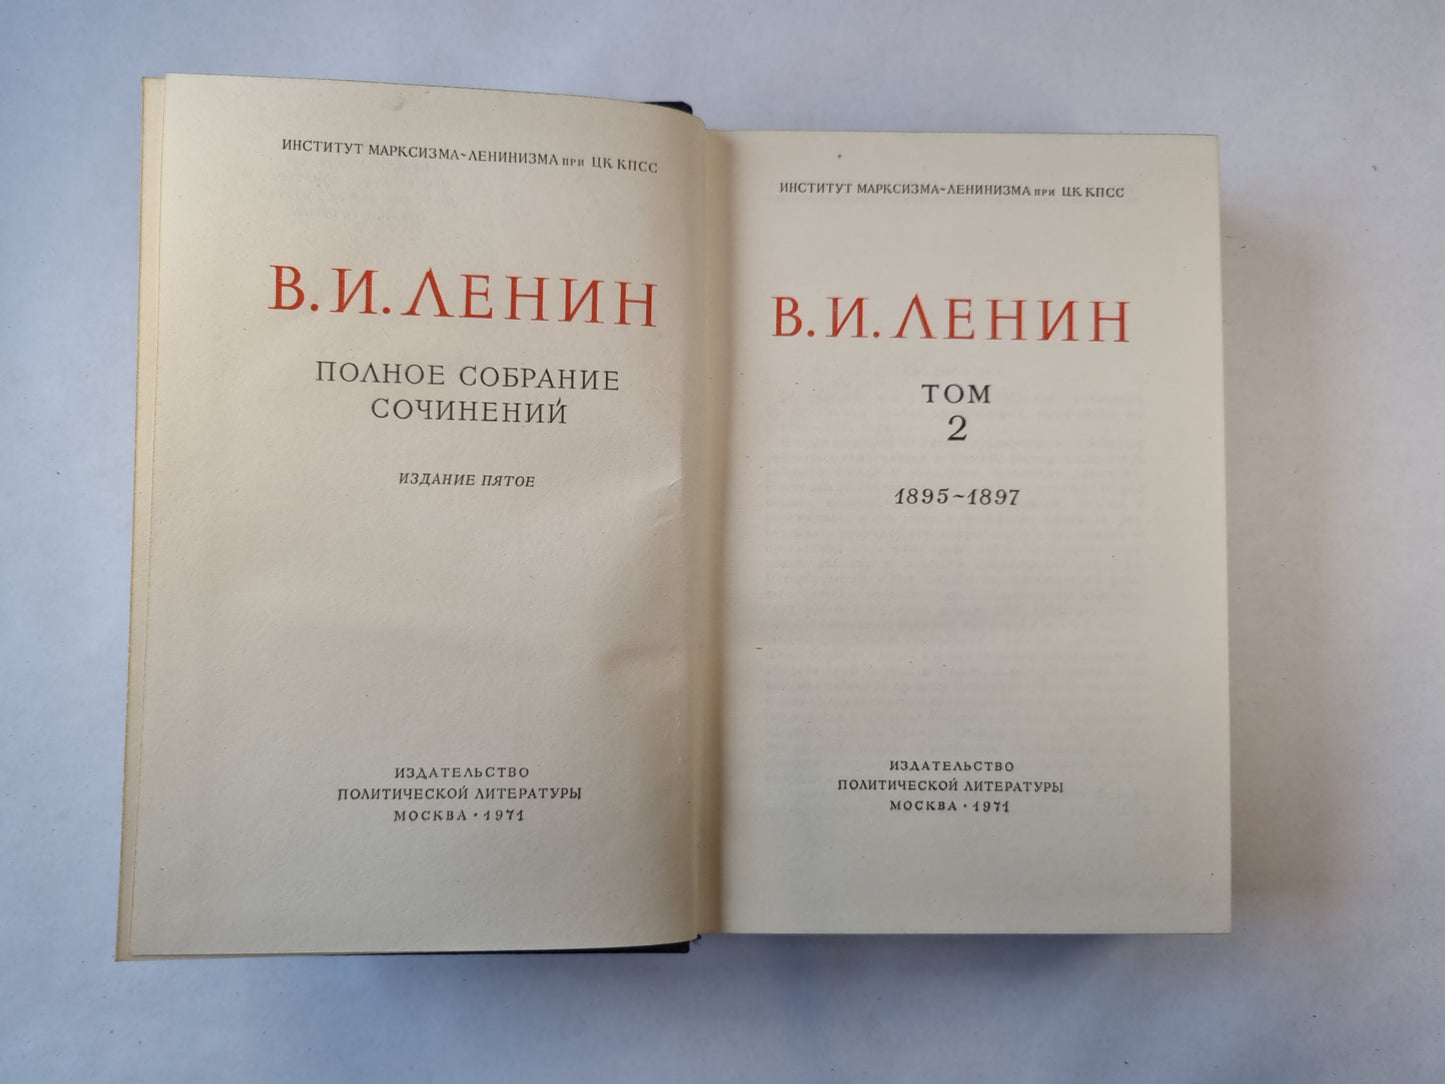 ИНСТИТУТ МАРКСИЗМА-ЛЕНИНИЗМА ПРИ ЦК КПСС
В. И. ЛЕНИН
ПОЛНОЕ СОБРАНИЕ
СОЧИНЕНИЙ
ИЗДАНИЕ ПЯТОЕ
ИЗДАТЕЛЬСТВО
ПОЛИТИЧЕСКОЙ ЛИТЕРАТУРЫ
МОСКВА · 1971
ИНСТИТУТ МАРКСИЗМА-ЛЕНИНИЗМА ПРИ ЦК КПСС
В. И. ЛЕНИН
ТОМ
2
1895-1897
ИЗДАТЕЛЬСТВО
ПОЛИТИЧЕСКОЙ ЛИТЕРАТУРЫ
МОСКВА · 1971